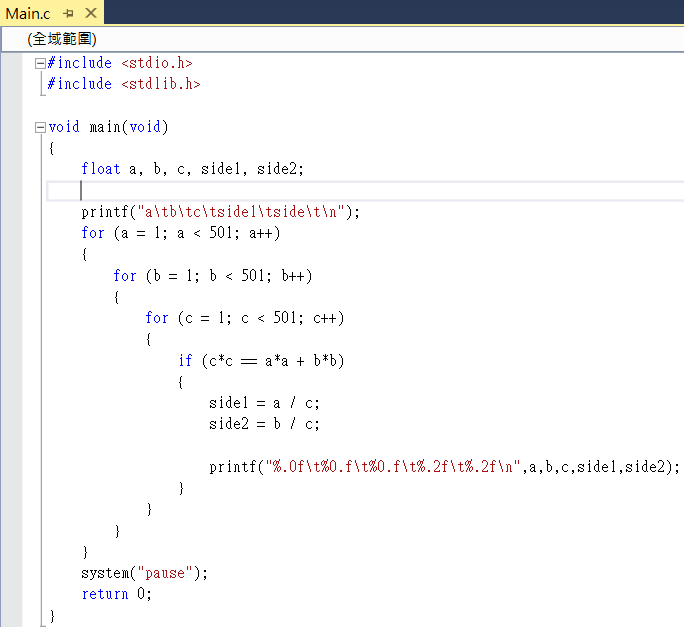 Main.c
(全域範圍)
#include <stdio.h>
#include <stdlib.h>
void main(void)
{
float a, b, c, side1, side2;
printf("a\tb\tc\tside1\tside\t\n");
for (a = 1; a < 501; a++)
{
for (b = 1; b < 501; b++)
{
for (c = 1; c < 501; c++)
{
if (c*c == a*a + b*b)
{
side1 = a / c;
side2 = b / c;
printf("%.0f\t%0.f\t%0.f\t%.2f\t%.2f\n",a,b,c,side1,side2);
}
}
}
}
system("pause");
return 0;
}